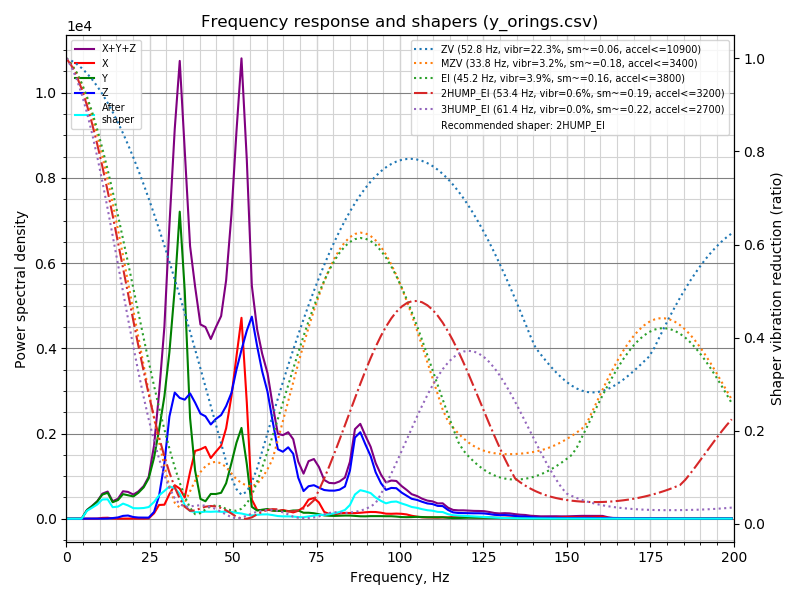 Frequency response and shapers (y_orings.csv)
1e4
X+Y+Z
X
Y
Z
After
shaper
ZV (52.8 Hz, vibr=22.3%, sm~=0.06, accel<=10900)
MZV (33.8 Hz, vibr=3.2%, sm~=0.18, accel<=3400)
EI (45.2 Hz, vibr=3.9%, sm~=0.16, accel<=3800)
2HUMP_EI (53.4 Hz, vibr=0.6%, sm~=0.19, accel<=3200)
3HUMP_EI (61.4 Hz, vibr=0.0%, sm~=0.22, accel<=2700)
Recommended shaper: 2HUMP_EI
Power spectral density
1.0
0.8
0.6
0.4
0.2
0.0
1.0
0.8
0.6
0.4
0.2
0.0
Shaper vibration reduction (ratio)
0 25 50 75 100 125 150 175 200
Frequency, Hz